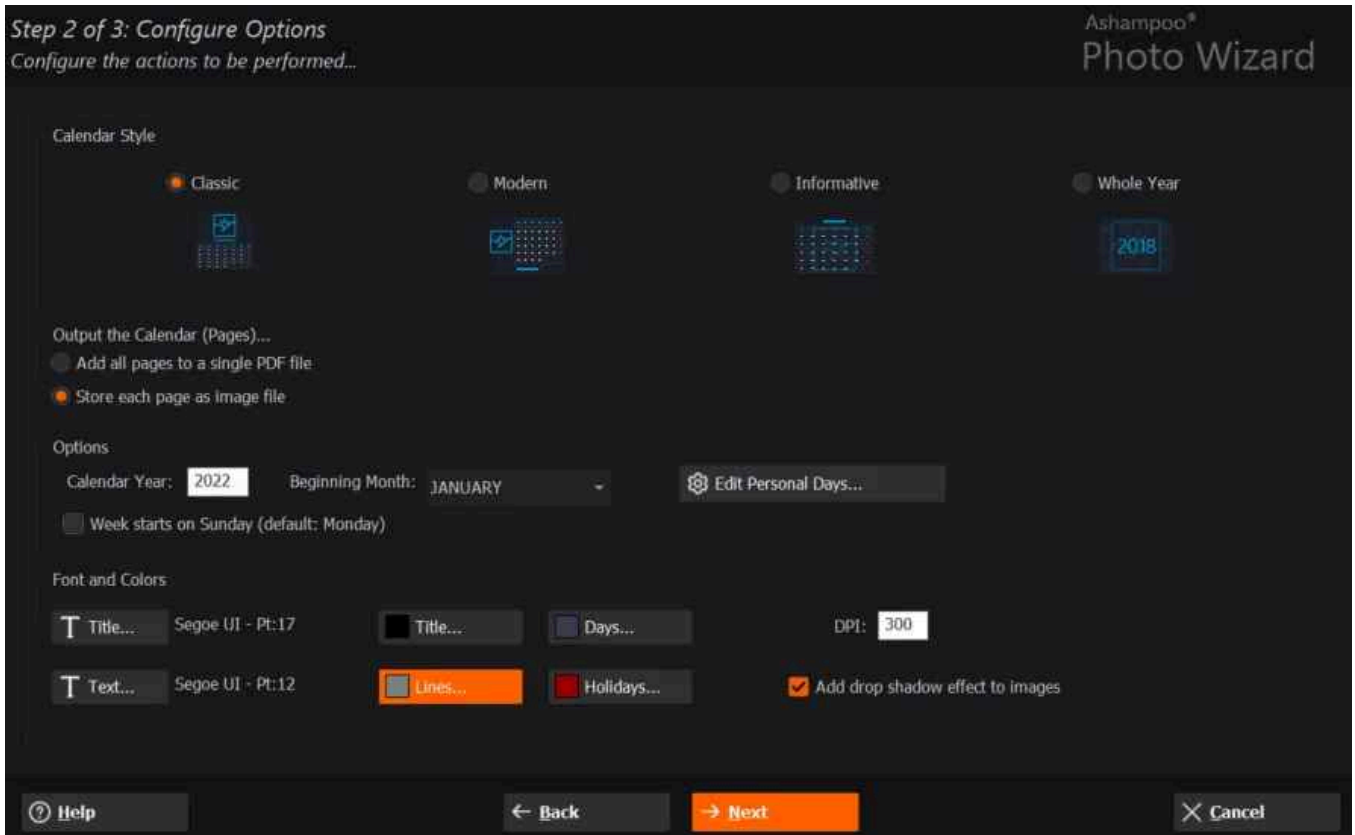 Step 2 of 3: Configure Options
Configure the actions to be performed...
Ashampoo®
Photo Wizard
Calendar Style
Classic
Modern
Informative
Whole Year
2018
Output the Calendar (Pages)...
Add all pages to a single PDF file
Store each page as image file
Options
Calendar Year: 2022 Beginning Month: JANUARY Edit Personal Days...
Week starts on Sunday (default: Monday)
Font and Colors
T Title... Segoe UI - Pt:17 Title... Days... DPI: 300
T Text... Segoe UI - Pt:12 Lines... Holidays... Add drop shadow effect to images
? Help ← Back → Next X Cancel